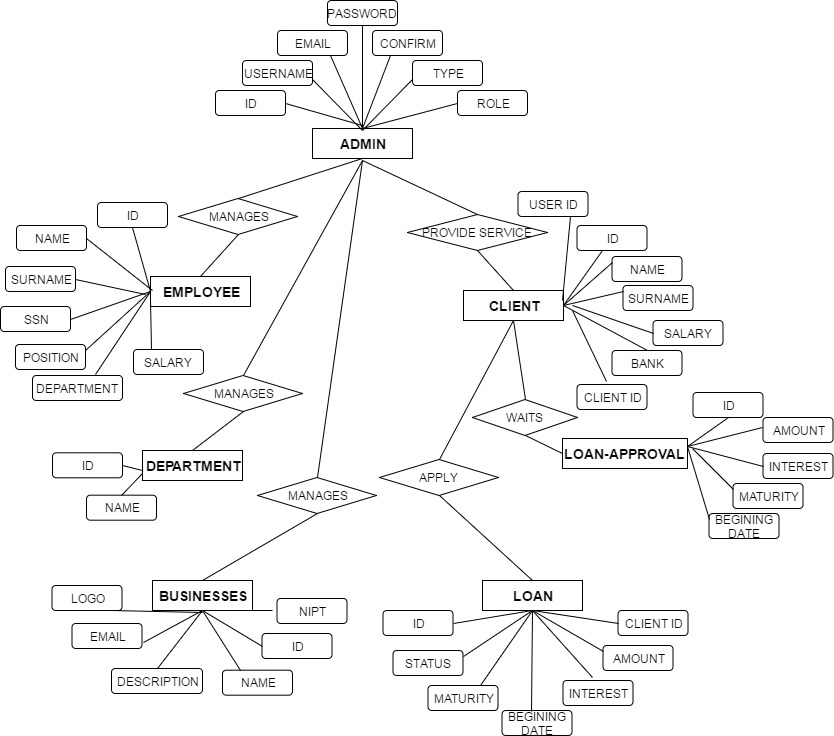 PASSWORD
EMAIL
CONFIRM
USERNAME
TYPE
ID
ROLE
ADMIN
MANAGES
PROVIDE SERVICE
USER ID
ID
NAME
SURNAME
SSN
POSITION
DEPARTMENT
SALARY
EMPLOYEE
ID
NAME
SURNAME
SALARY
BANK
CLIENT ID
CLIENT
MANAGES
WAITS
ID
AMOUNT
INTEREST
MATURITY
BEGINING
DATE
LOAN-APPROVAL
ID
NAME
DEPARTMENT
MANAGES
APPLY
BUSINESSES
LOGO
EMAIL
DESCRIPTION
NAME
ID
NIPT
LOAN
ID
STATUS
MATURITY
BEGINING
DATE
INTEREST
AMOUNT
CLIENT ID